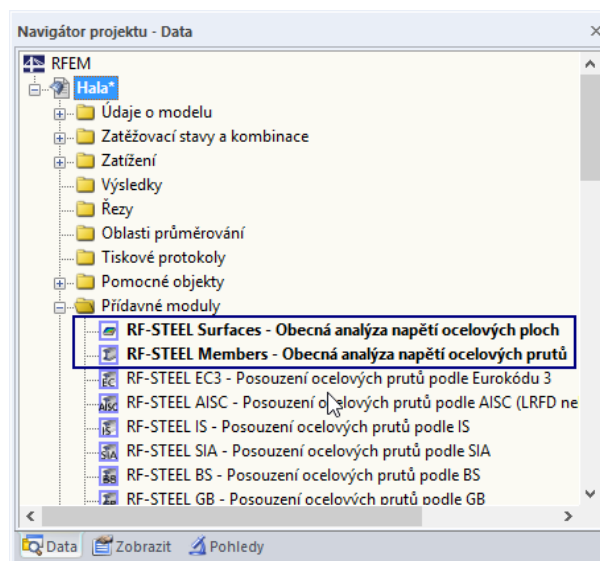 Navigátor projektu - Data
RFEM
Hala*
Údaje o modelu
Zatěžovací stavy a kombinace
Zatížení
Výsledky
Řezy
Oblasti průměrování
Tiskové protokoly
Pomocné objekty
Přídavné moduly
RF-STEEL Surfaces - Obecná analýza napětí ocelových ploch
RF-STEEL Members - Obecná analýza napětí ocelových prutů
RF-STEEL EC3 - Posouzení ocelových prutů podle Eurokódu 3
RF-STEEL AISC - Posouzení ocelových prutů podle AISC (LRFD ne
RF-STEEL IS - Posouzení ocelových prutů podle IS
RF-STEEL SIA - Posouzení ocelových prutů podle SIA
RF-STEEL BS - Posouzení ocelových prutů podle BS
RF-STEEL GB - Posouzení ocelových prutů podle GB
Data Zobrazit Pohledy